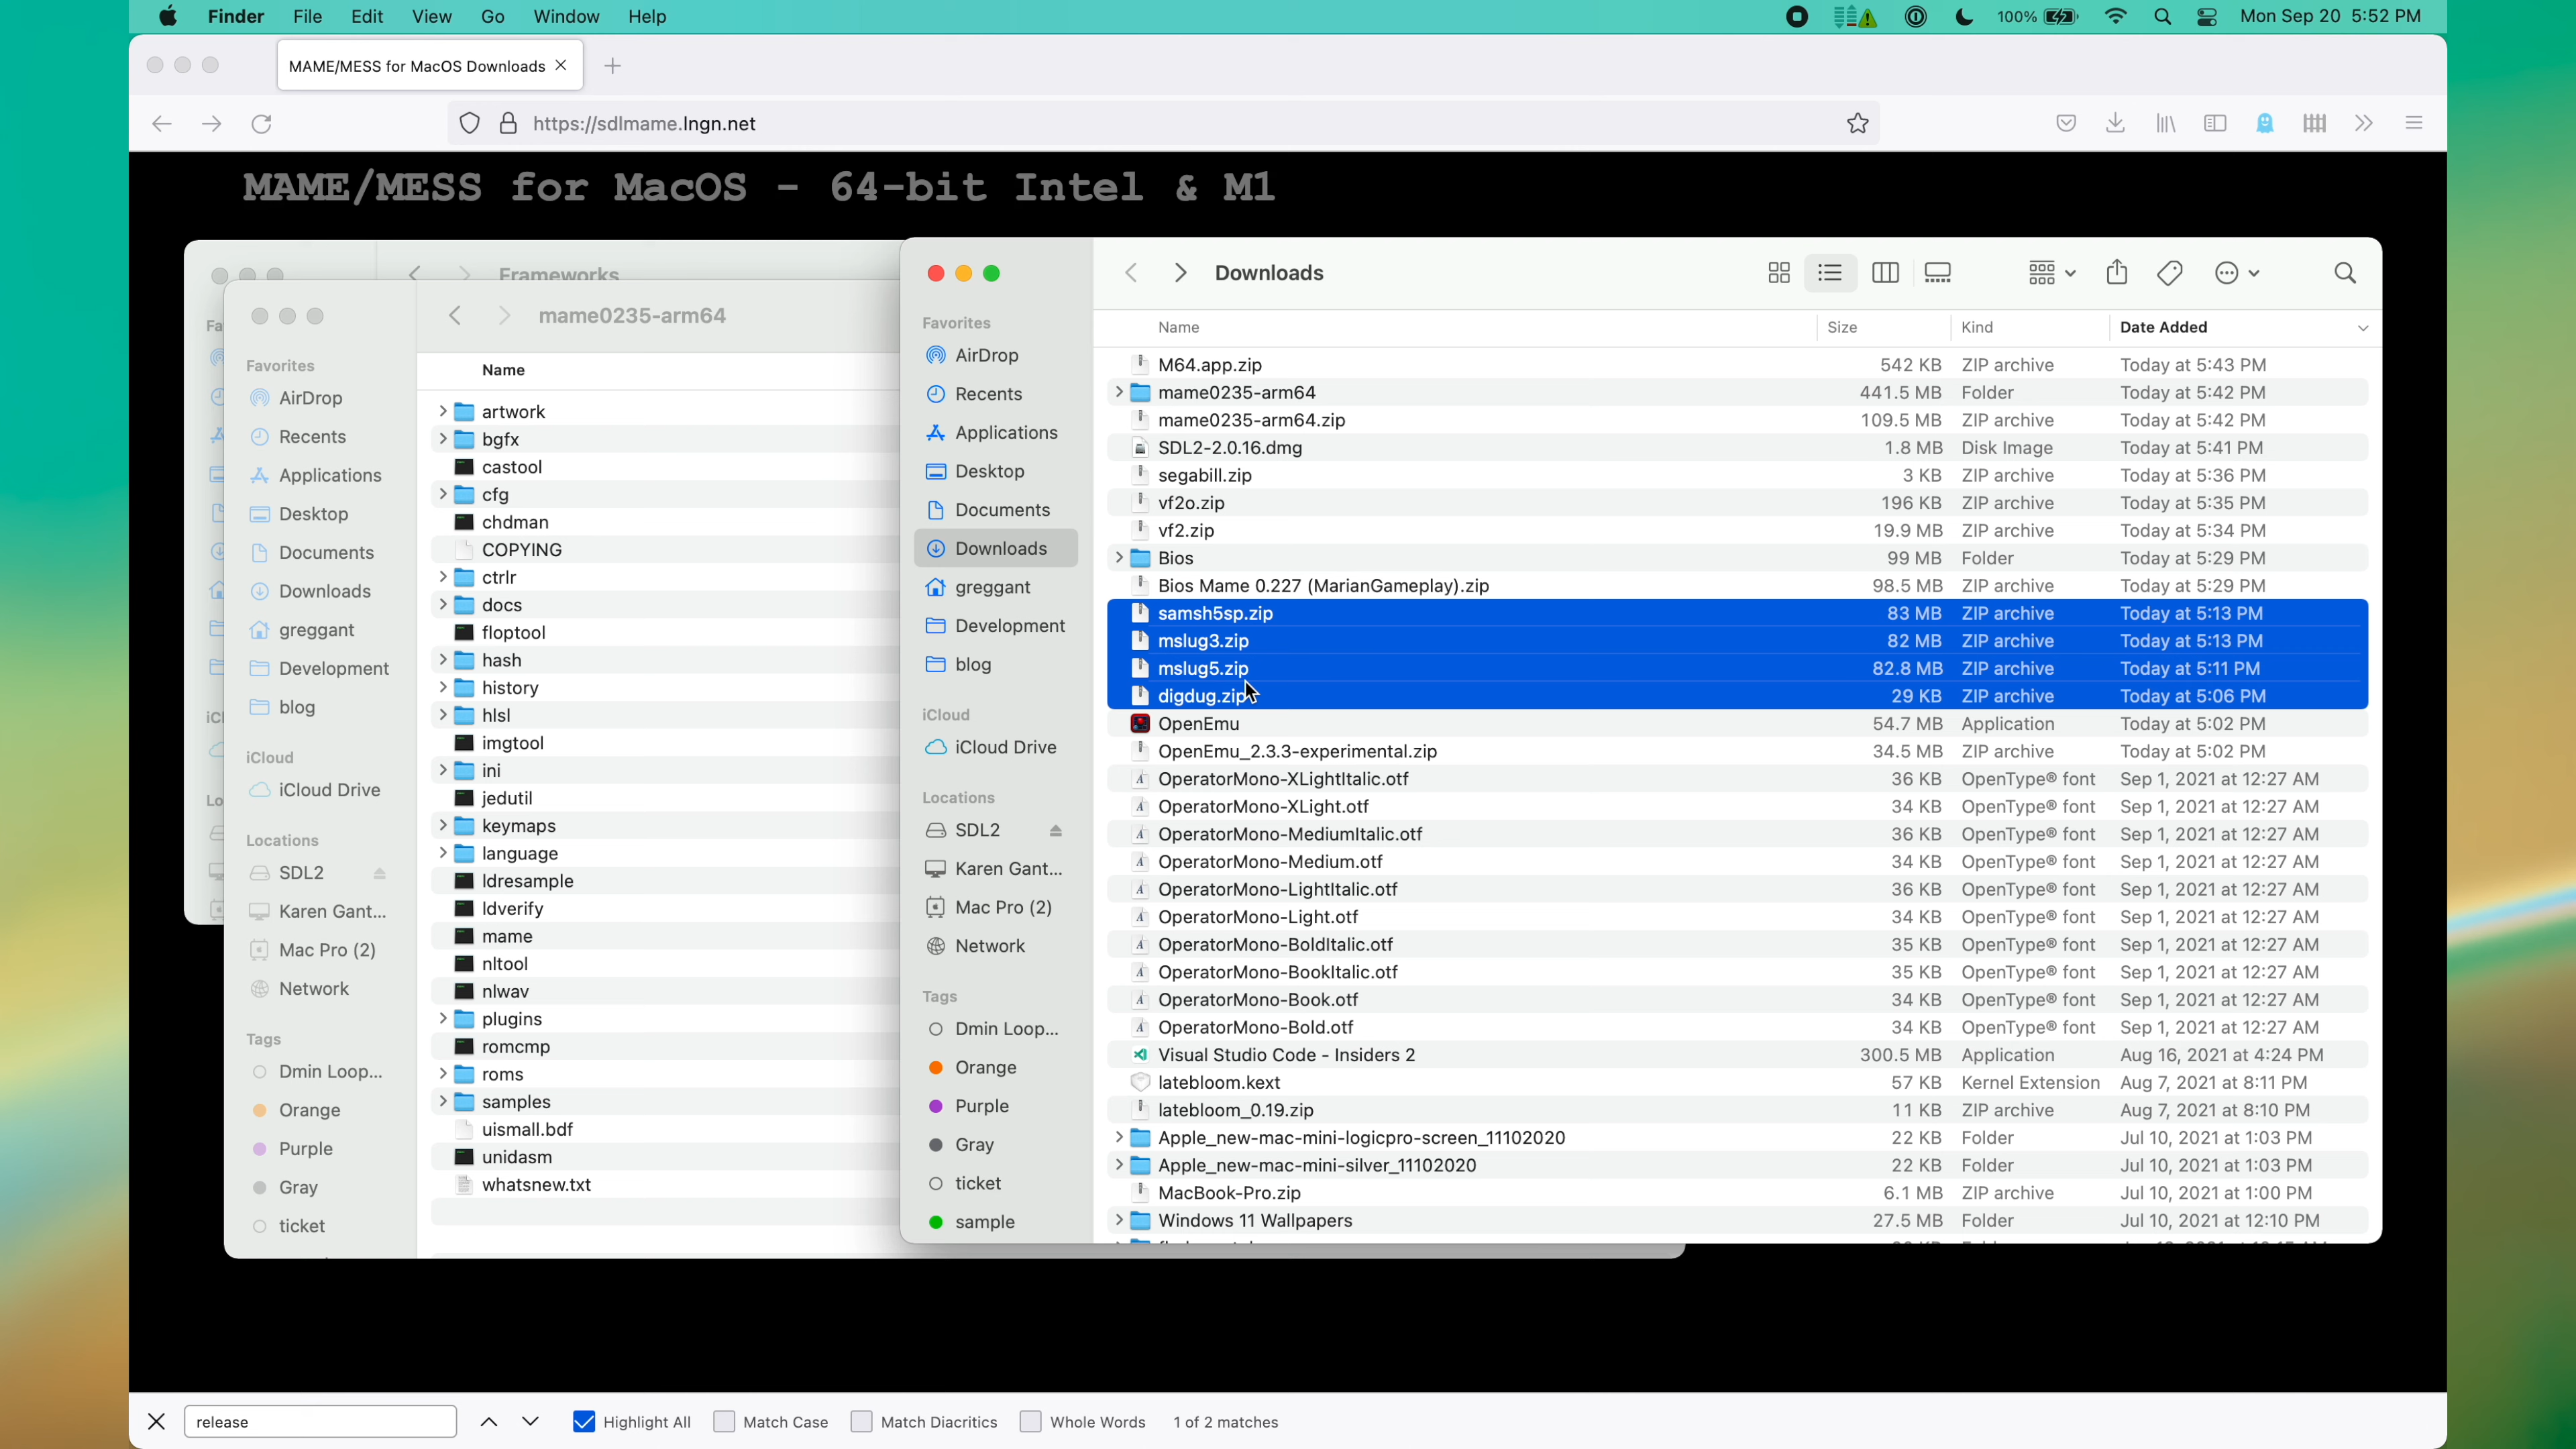 Finder File Edit View Go Window Help 100% Mon Sep 20 5:52 PM
MAME/MESS for MacOS Downloads
https://sdlmame.lngn.net
MAME/MESS for MacOS - 64-bit Intel & M1
Frameworks
mame0235-arm64
Favorites
AirDrop
Recents
Applications
Desktop
Documents
Downloads
greggant
Development
blog
iCloud
iCloud Drive
Locations
SDL2
Karen Gant...
Mac Pro (2)
Network
Tags
Dmin Loop...
Orange
Purple
Gray
ticket
Name
artwork
bgfx
castool
cfg
chdman
COPYING
ctrlr
docs
floptool
hash
history
hlsl
imgtool
ini
jedutil
keymaps
language
ldresample
ldverify
mame
nltool
nlwav
plugins
romcmp
roms
samples
uismall.bdf
unidasm
whatsnew.txt
Downloads
Favorites
AirDrop
Recents
Applications
Desktop
Documents
Downloads
greggant
Development
blog
iCloud
iCloud Drive
Locations
SDL2
Karen Gant...
Mac Pro (2)
Network
Tags
Dmin Loop...
Orange
Purple
Gray
ticket
sample
Name Size Kind Date Added
M64.app.zip 542 KB ZIP archive Today at 5:43 PM
mame0235-arm64 441.5 MB Folder Today at 5:42 PM
mame0235-arm64.zip 109.5 MB ZIP archive Today at 5:42 PM
SDL2-2.0.16.dmg 1.8 MB Disk Image Today at 5:41 PM
segabill.zip 3 KB ZIP archive Today at 5:36 PM
vf2o.zip 196 KB ZIP archive Today at 5:35 PM
vf2.zip 19.9 MB ZIP archive Today at 5:34 PM
Bios 99 MB Folder Today at 5:29 PM
Bios Mame 0.227 (MarianGameplay).zip 98.5 MB ZIP archive Today at 5:29 PM
samsh5sp.zip 83 MB ZIP archive Today at 5:13 PM
mslug3.zip 82 MB ZIP archive Today at 5:13 PM
mslug5.zip 82.8 MB ZIP archive Today at 5:11 PM
digdug.zip 29 KB ZIP archive Today at 5:06 PM
OpenEmu 54.7 MB Application Today at 5:02 PM
OpenEmu_2.3.3-experimental.zip 34.5 MB ZIP archive Today at 5:02 PM
OperatorMono-XLightItalic.otf 36 KB OpenType® font Sep 1, 2021 at 12:27 AM
OperatorMono-XLight.otf 34 KB OpenType® font Sep 1, 2021 at 12:27 AM
OperatorMono-MediumItalic.otf 36 KB OpenType® font Sep 1, 2021 at 12:27 AM
OperatorMono-Medium.otf 34 KB OpenType® font Sep 1, 2021 at 12:27 AM
OperatorMono-LightItalic.otf 36 KB OpenType® font Sep 1, 2021 at 12:27 AM
OperatorMono-Light.otf 34 KB OpenType® font Sep 1, 2021 at 12:27 AM
OperatorMono-BoldItalic.otf 35 KB OpenType® font Sep 1, 2021 at 12:27 AM
OperatorMono-BookItalic.otf 35 KB OpenType® font Sep 1, 2021 at 12:27 AM
OperatorMono-Book.otf 34 KB OpenType® font Sep 1, 2021 at 12:27 AM
OperatorMono-Bold.otf 34 KB OpenType® font Sep 1, 2021 at 12:27 AM
Visual Studio Code - Insiders 2 300.5 MB Application Aug 16, 2021 at 4:24 PM
latebloom.kext 57 KB Kernel Extension Aug 7, 2021 at 8:11 PM
latebloom_0.19.zip 11 KB ZIP archive Aug 7, 2021 at 8:10 PM
Apple_new-mac-mini-logicpro-screen_11102020 22 KB Folder Jul 10, 2021 at 1:03 PM
Apple_new-mac-mini-silver_11102020 22 KB Folder Jul 10, 2021 at 1:03 PM
MacBook-Pro.zip 6.1 MB ZIP archive Jul 10, 2021 at 1:00 PM
Windows 11 Wallpapers 27.5 MB Folder Jul 10, 2021 at 12:10 PM
release Highlight All Match Case Match Diacritics Whole Words 1 of 2 matches